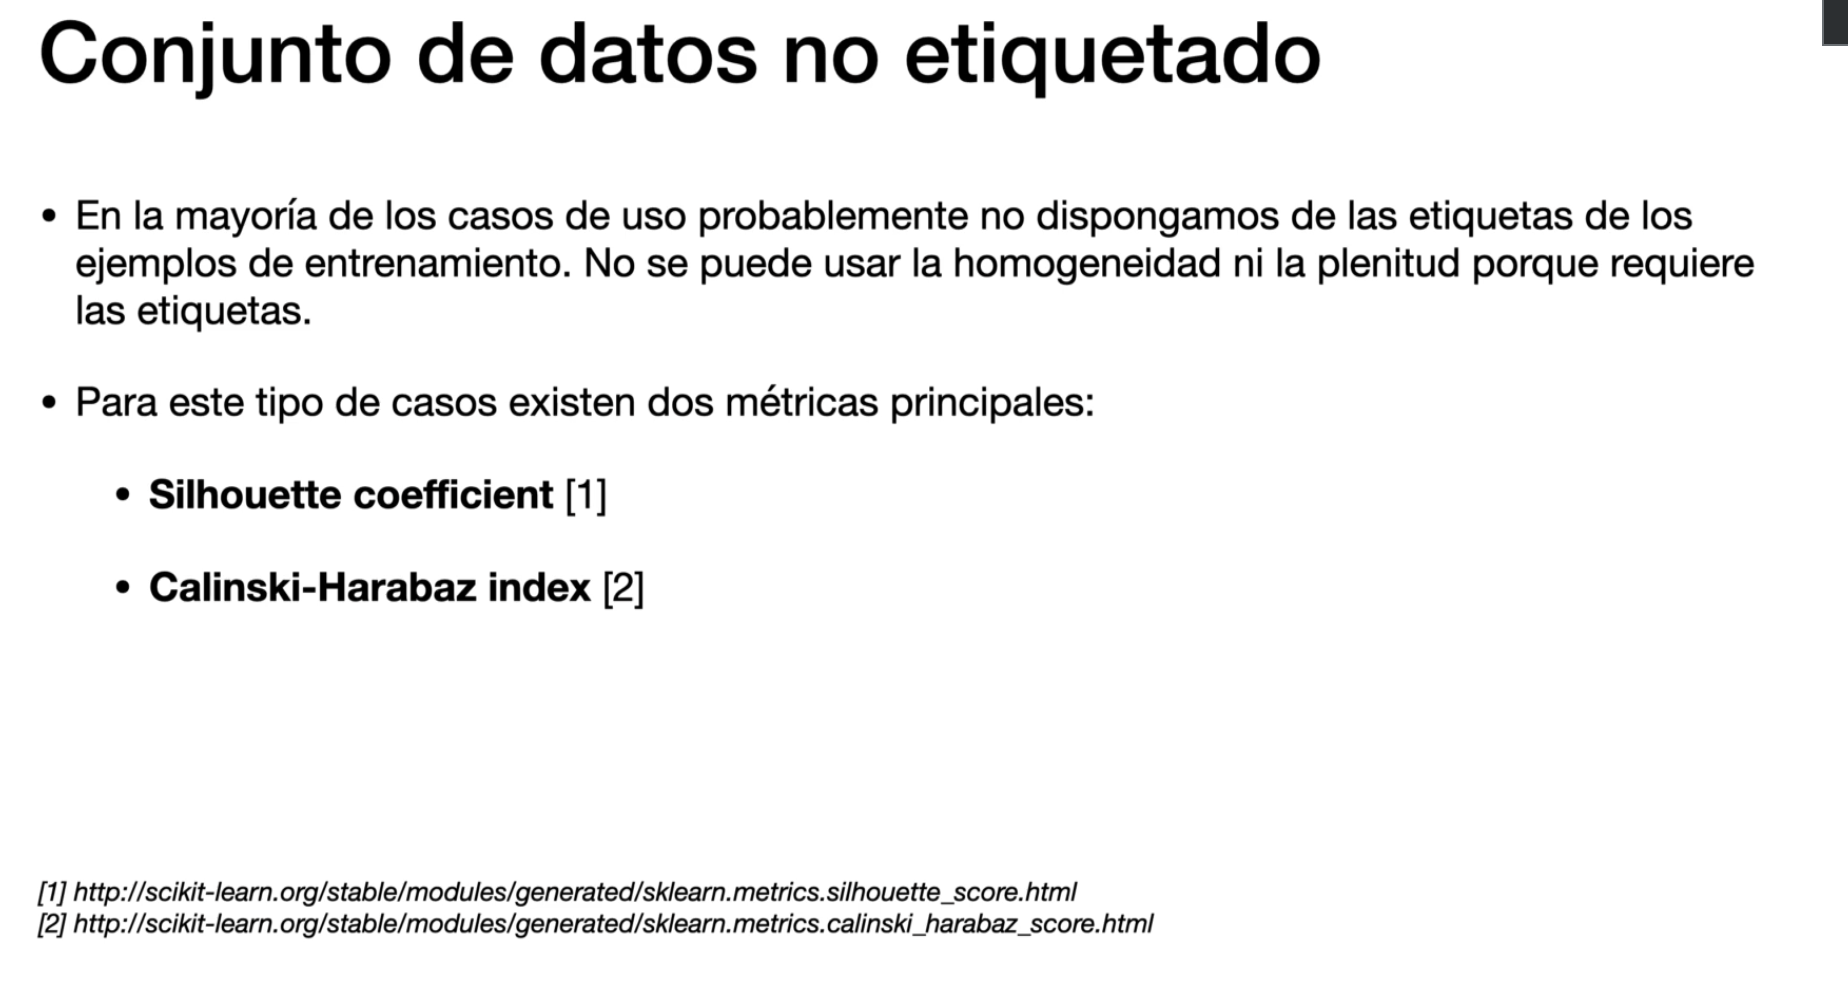 Conjunto de datos no etiquetado
• En la mayoría de los casos de uso probablemente no dispongamos de las etiquetas de los
ejemplos de entrenamiento. No se puede usar la homogeneidad ni la plenitud porque requiere
las etiquetas.
• Para este tipo de casos existen dos métricas principales:
• Silhouette coefficient [1]
• Calinski-Harabaz index [2]
[1] http://scikit-learn.org/stable/modules/generated/sklearn.metrics.silhouette_score.html
[2] http://scikit-learn.org/stable/modules/generated/sklearn.metrics.calinski_harabaz_score.html